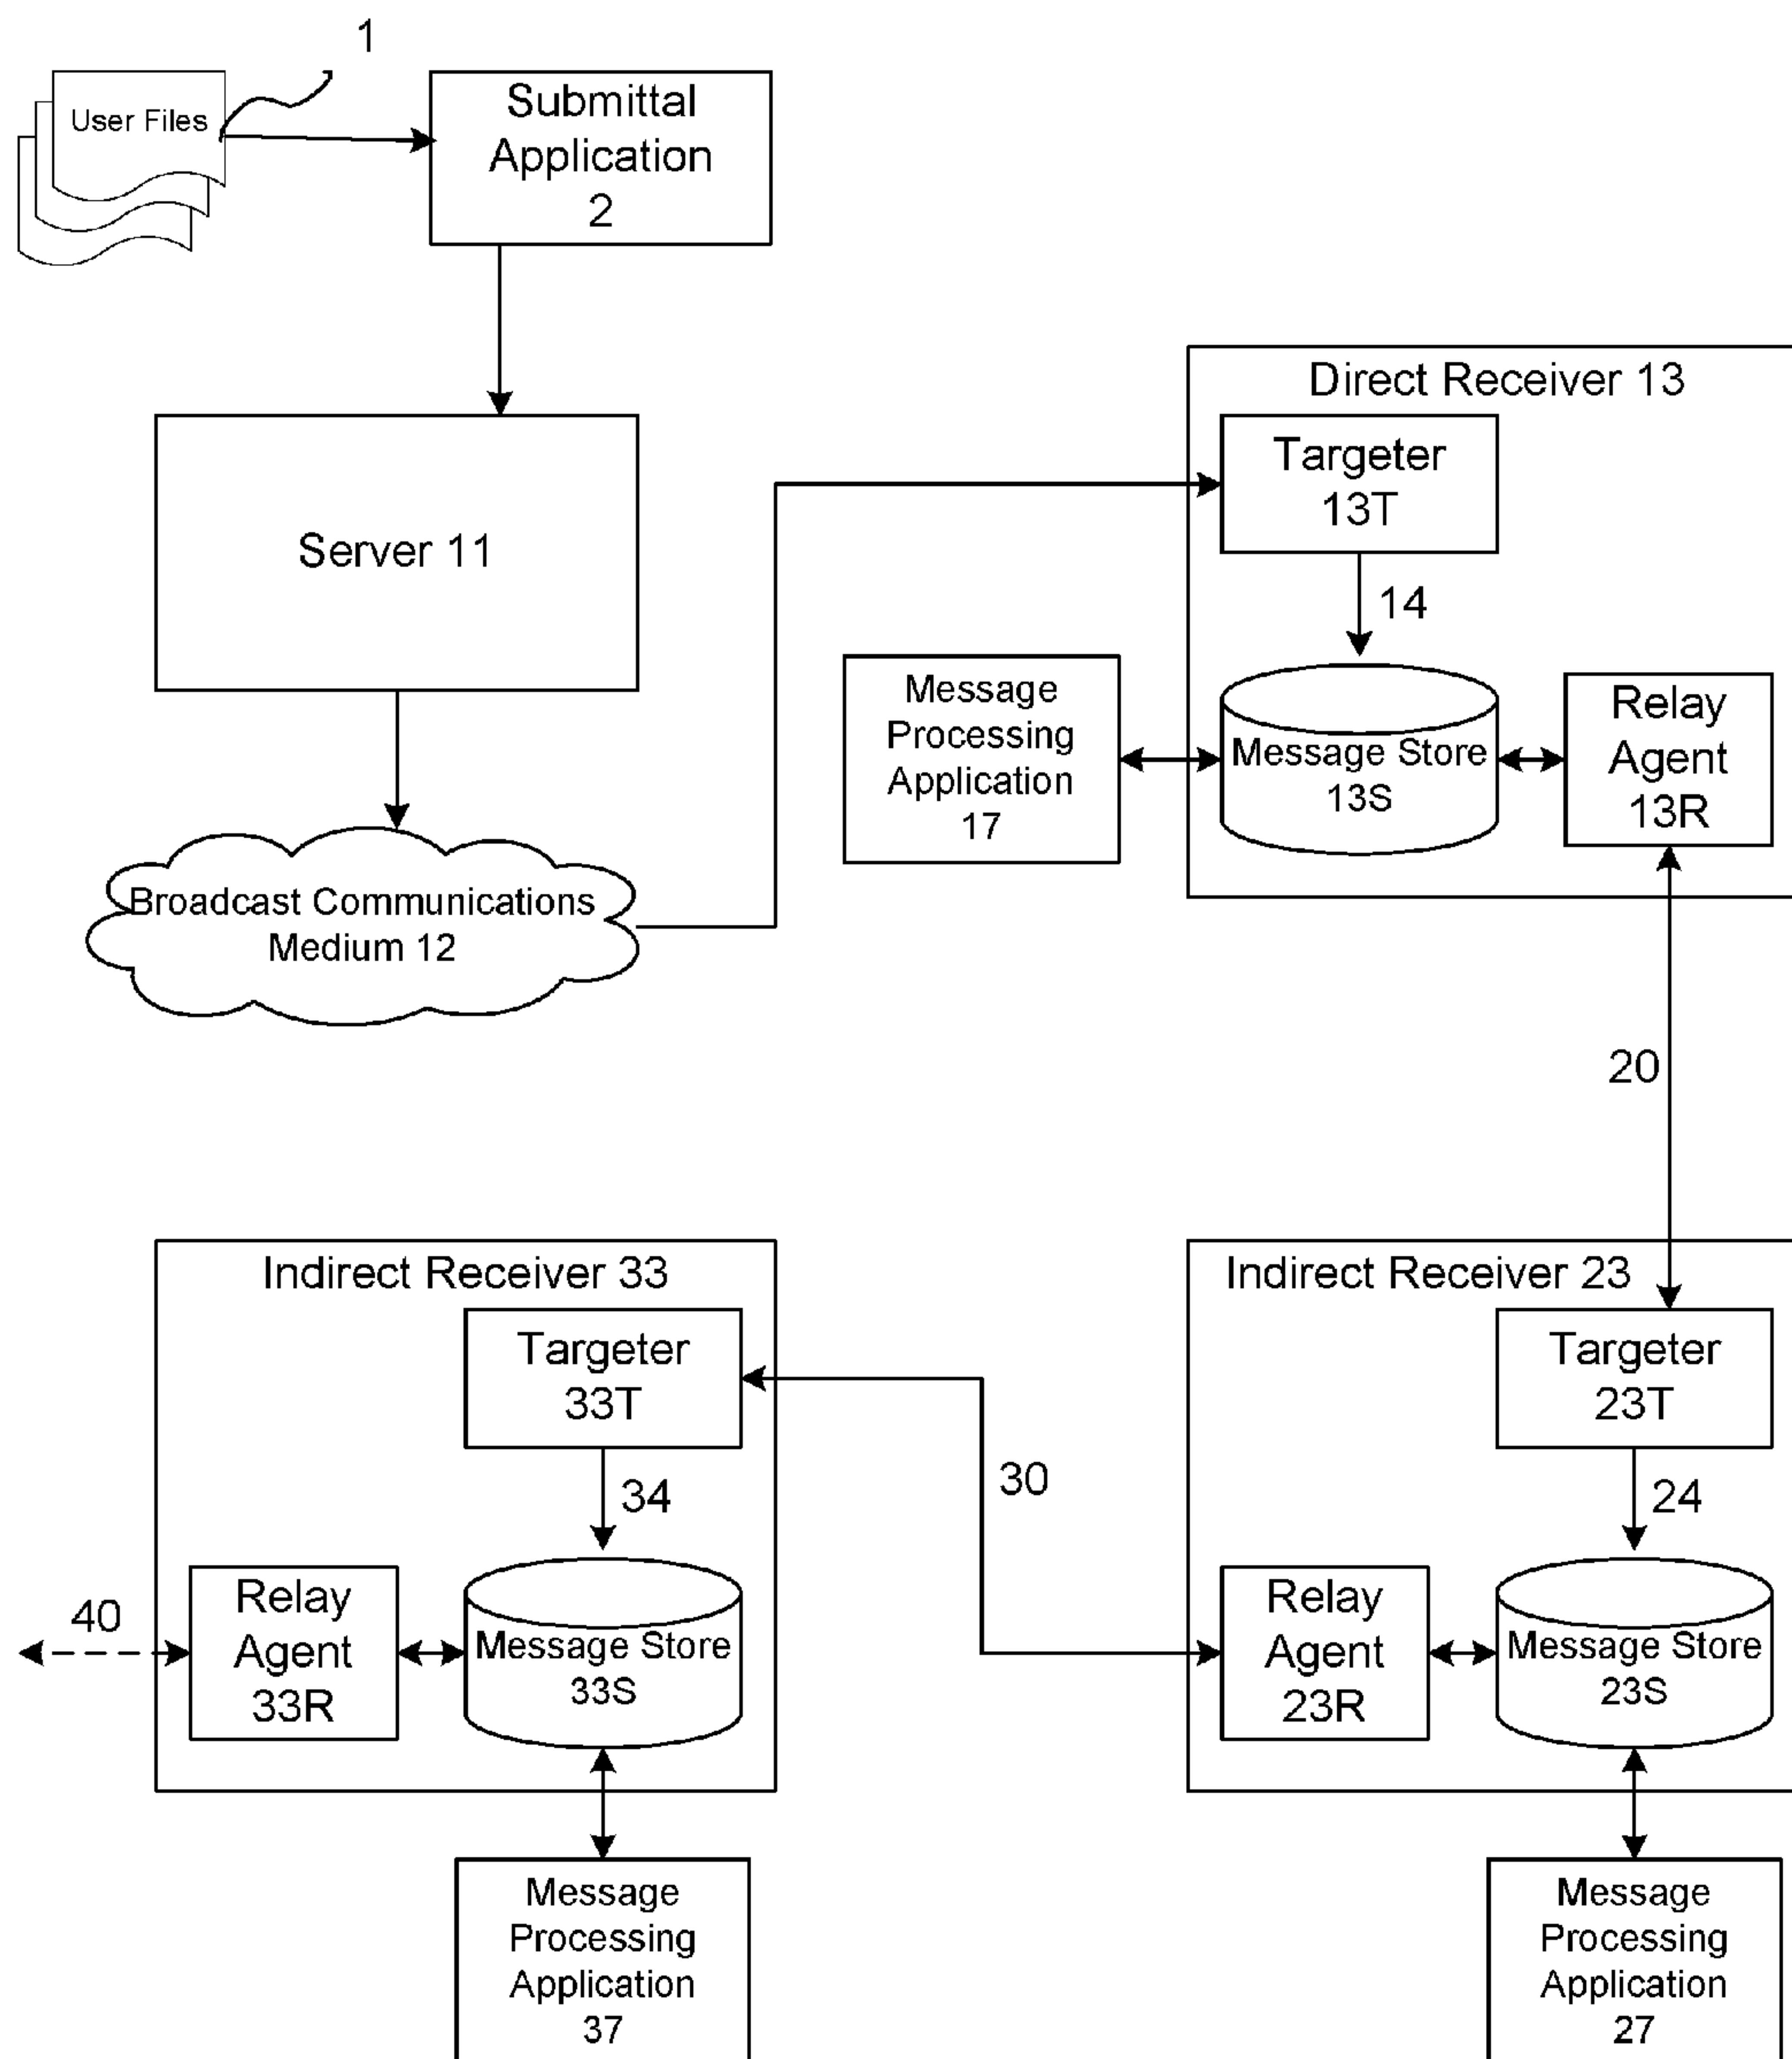 1
User Files
Submittal
Application
2
Direct Receiver 13
Targeter
13T
Server 11
14
Message
Processing
Application
17
Message Store
13S
Relay
Agent
13R
Broadcast Communications
Medium 12
20
Indirect Receiver 33
Indirect Receiver 23
Targeter
33T
Targeter
23T
30
34
24
40
Relay
Agent
33R
Message Store
33S
Relay
Agent
23R
Message Store
23S
Message
Processing
Application
37
Message
Processing
Application
27